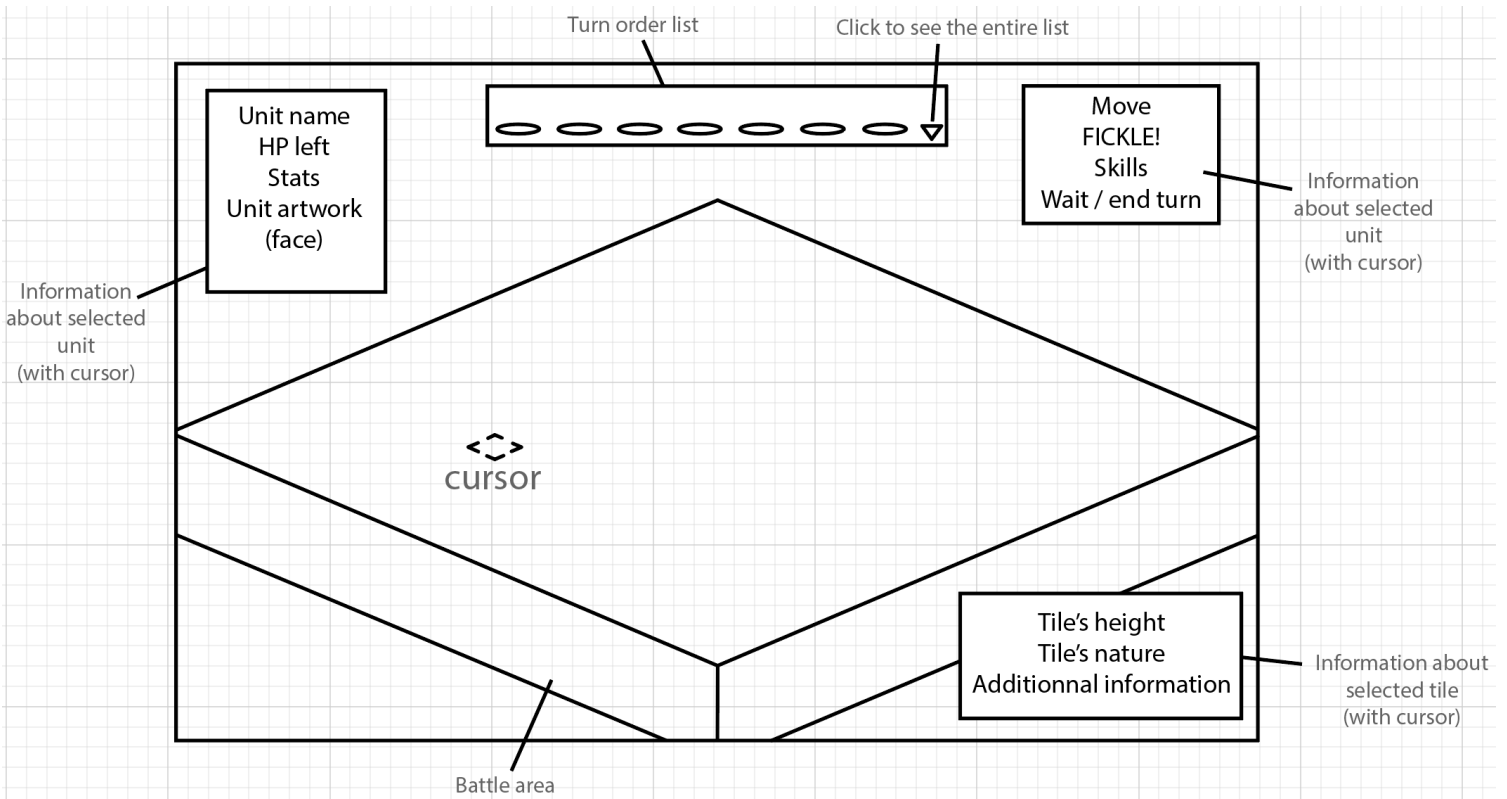 Turn order list
Click to see the entire list
Unit name
HP left
Stats
Unit artwork
(face)
Move
FICKLE!
Skills
Wait / end turn
Information
about selected
unit
(with cursor)
Information
about selected
unit
(with cursor)
cursor
Tile's height
Tile's nature
Additionnal information
Information about
selected tile
(with cursor)
Battle area